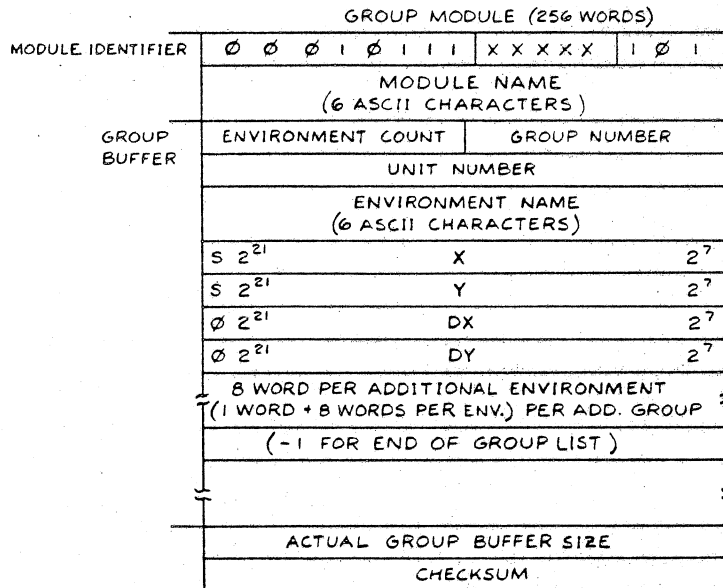 GROUP MODULE (256 WORDS)
MODULE IDENTIFIER Ø Ø Ø 1 Ø 1 1 1 X X X X X 1 Ø 1
MODULE NAME
(6 ASCII CHARACTERS)
GROUP BUFFER
ENVIRONMENT COUNT GROUP NUMBER
UNIT NUMBER
ENVIRONMENT NAME
(6 ASCII CHARACTERS)
S 2²¹ X 2⁷
S 2²¹ Y 2⁷
Ø 2²¹ DX 2⁷
Ø 2²¹ DY 2⁷
8 WORD PER ADDITIONAL ENVIRONMENT
(1 WORD + 8 WORDS PER ENV.) PER ADD. GROUP
(-1 FOR END OF GROUP LIST)
ACTUAL GROUP BUFFER SIZE
CHECKSUM